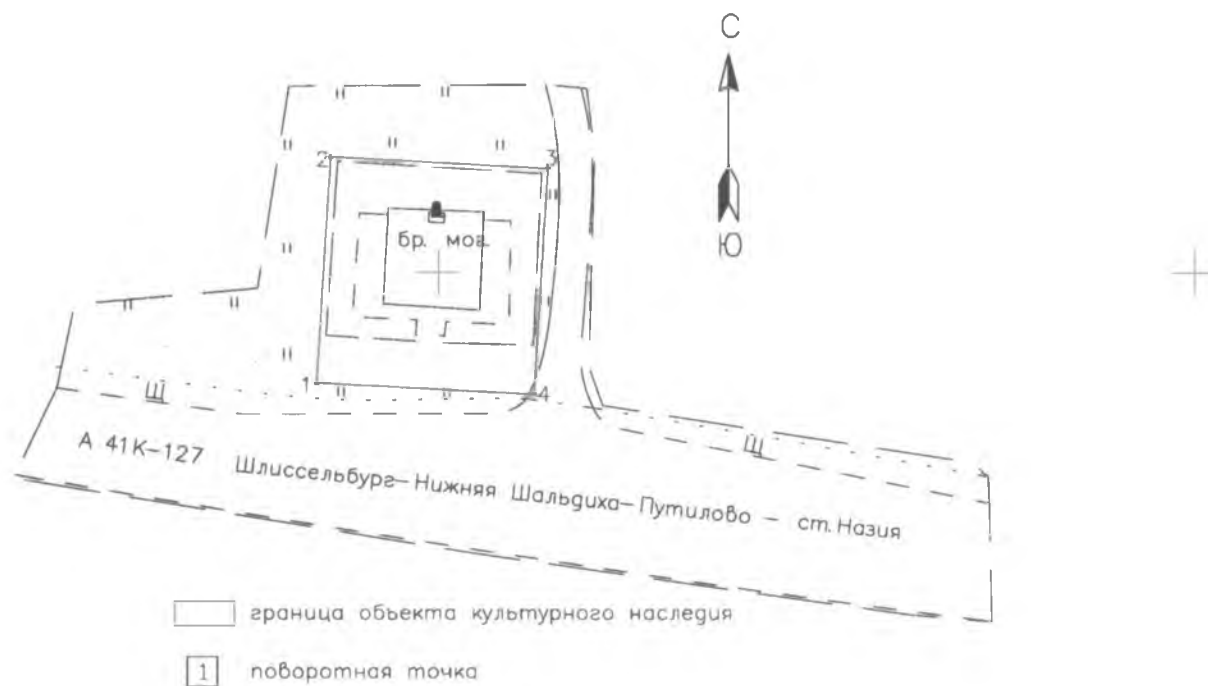 С
Ю
2
3
бр. мог.
1
4
Щ
Щ
А 41К-127 Шлиссельбург-Нижняя Шальдиха-Путилово - ст. Назия
граница объекта культурного наследия
1 поворотная точка